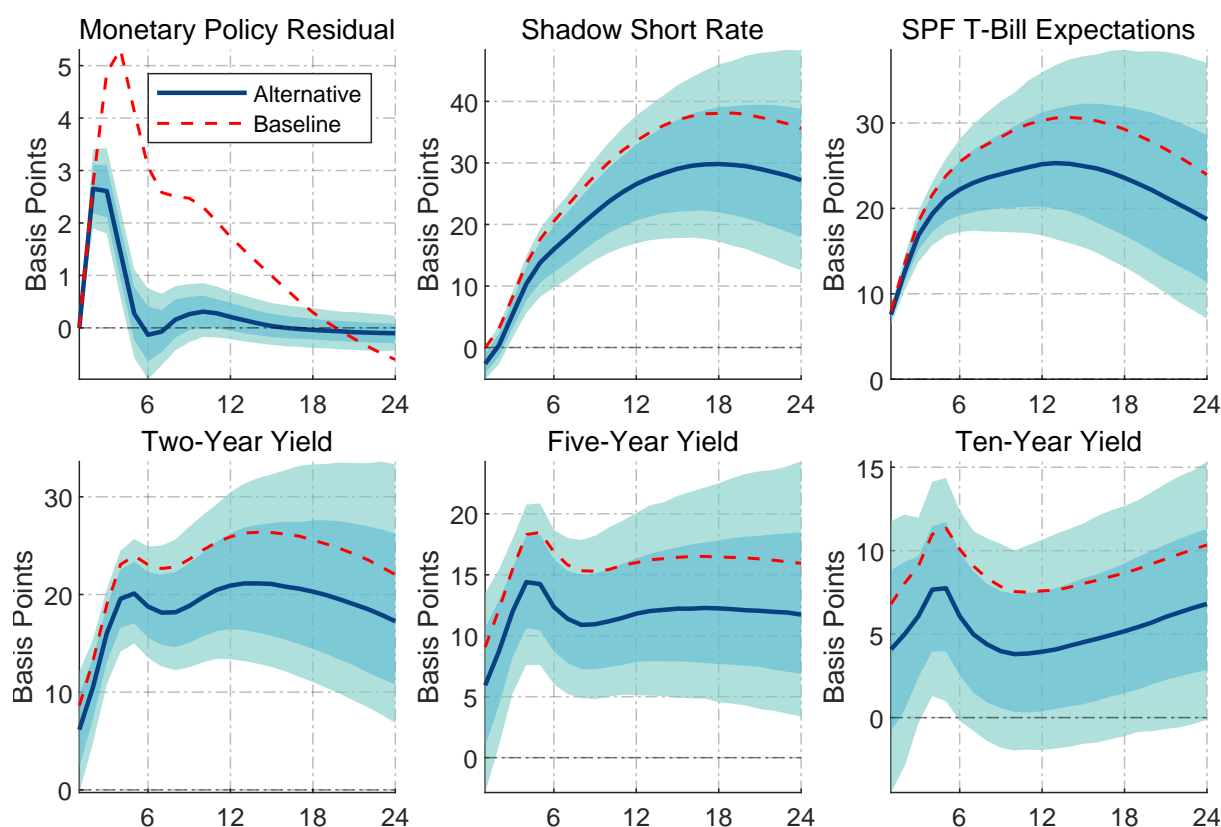 Monetary Policy Residual
Shadow Short Rate
SPF T-Bill Expectations
Basis Points
5
4
3
2
1
0
Alternative
Baseline
6 12 18 24
Basis Points
40
30
20
10
0
6 12 18 24
Basis Points
30
20
10
0
6 12 18 24
Two-Year Yield
Five-Year Yield
Ten-Year Yield
Basis Points
30
20
10
0
6 12 18 24
Basis Points
20
15
10
5
0
6 12 18 24
Basis Points
15
10
5
0
6 12 18 24